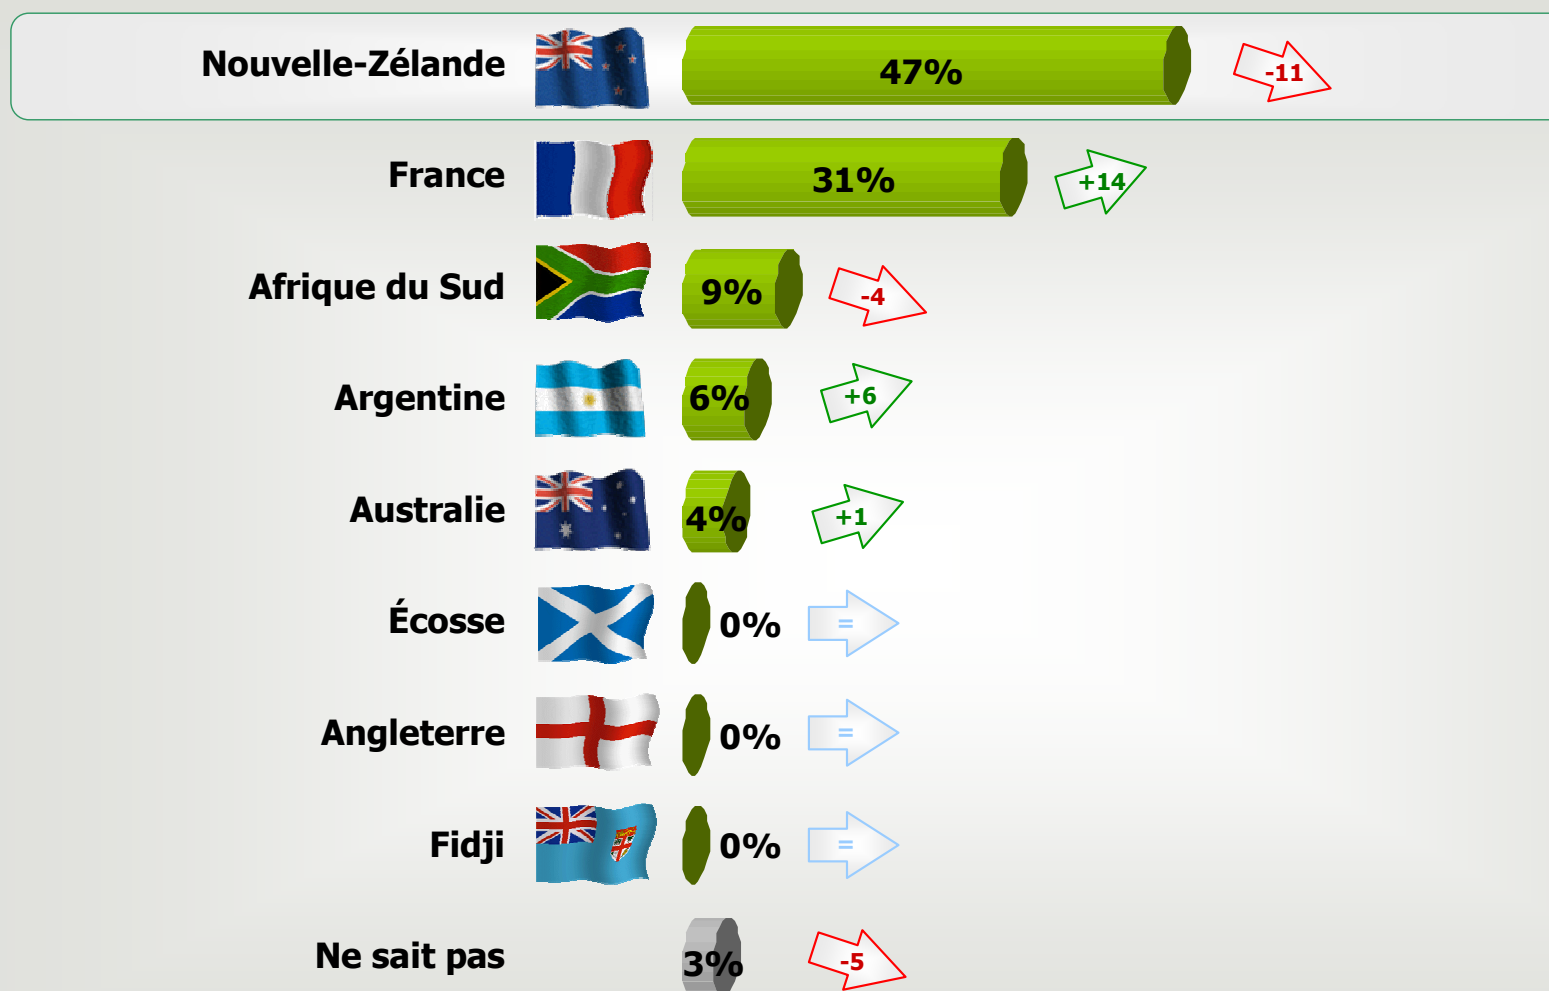 Nouvelle-Zélande 47% -11
France 31% +14
Afrique du Sud 9% -4
Argentine 6% +6
Australie 4% +1
Écosse 0% =
Angleterre 0% =
Fidji 0% =
Ne sait pas 3% -5